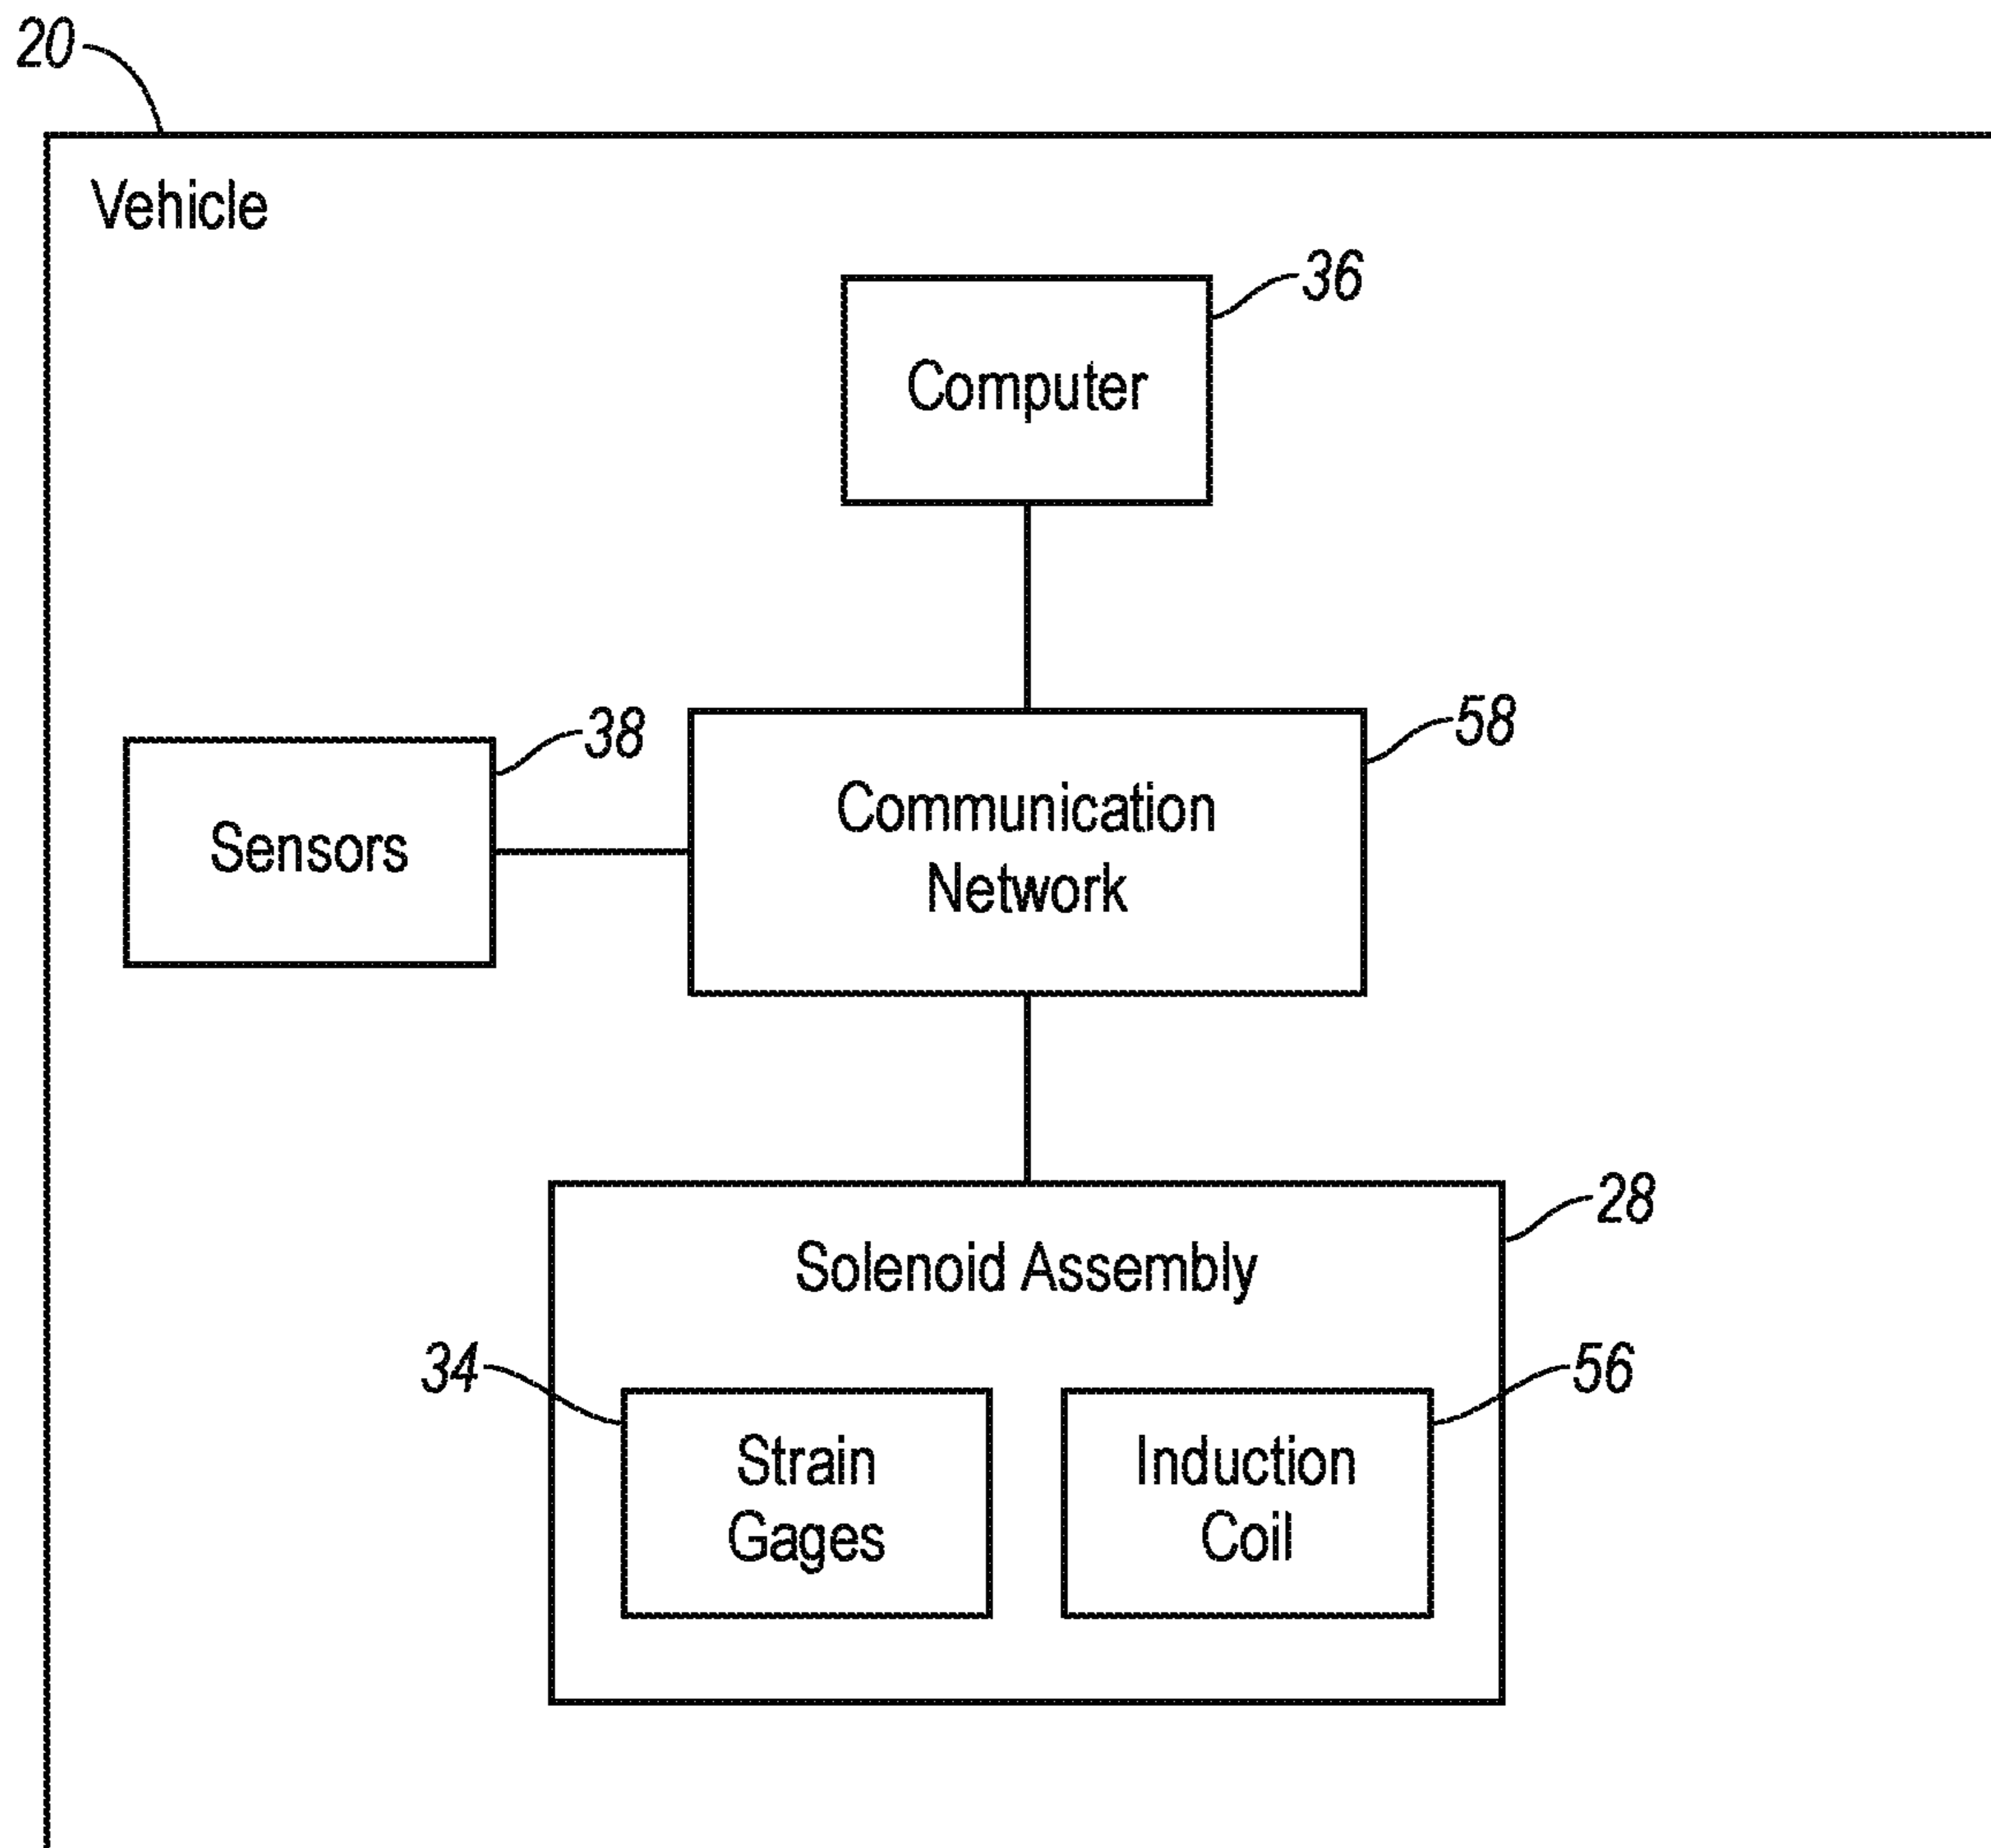 20
Vehicle
36
Computer
38
58
Sensors
Communication
Network
28
Solenoid Assembly
34
56
Strain
Gages
Induction
Coil